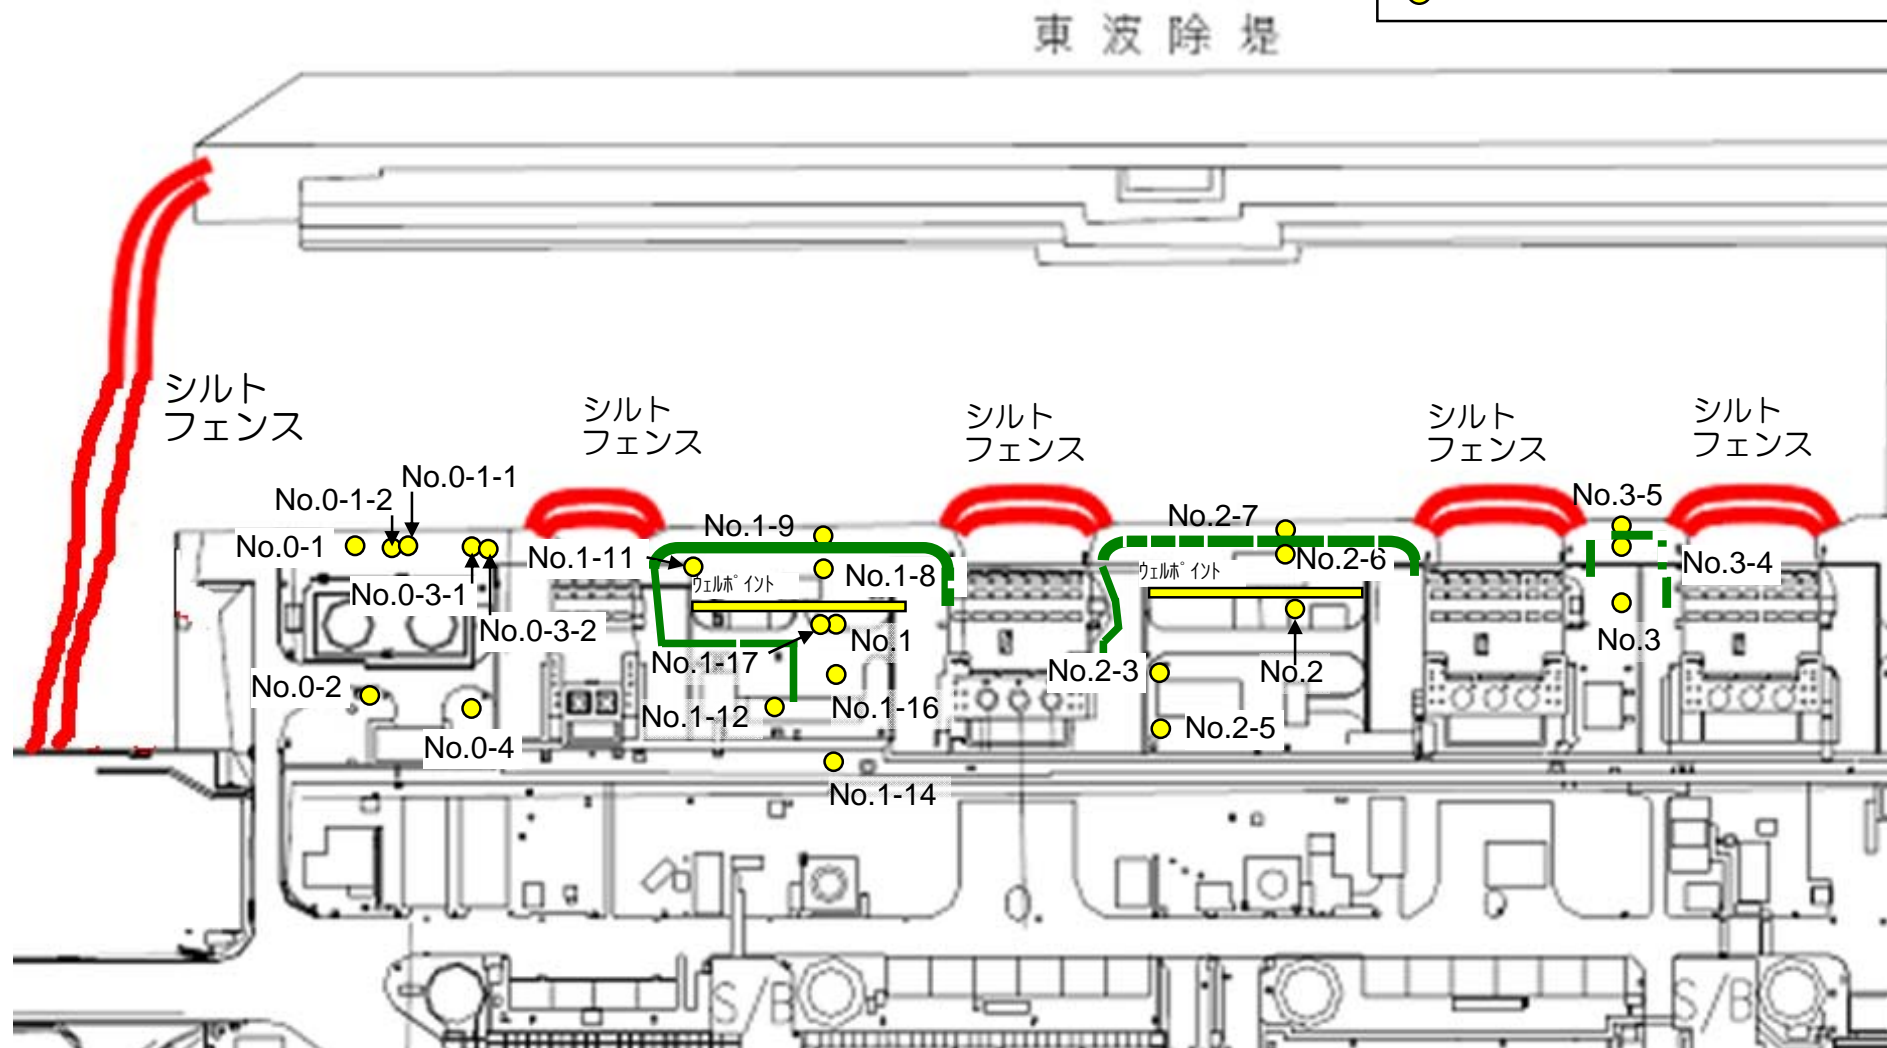 東波除堤
シルト
フェンス
シルト
フェンス
シルト
フェンス
シルト
フェンス
シルト
フェンス
No.0-1-1
No.0-1-2
No.0-1
No.0-3-1
No.0-3-2
No.0-2
No.0-4
No.1-9
No.1-11
No.1-8
ウェルポイント
No.1
No.1-17
No.1-16
No.1-12
No.1-14
No.2-7
No.2-6
ウェルポイント
No.2-3
No.2
No.2-5
No.3-5
No.3-4
No.3
S/B
S/B